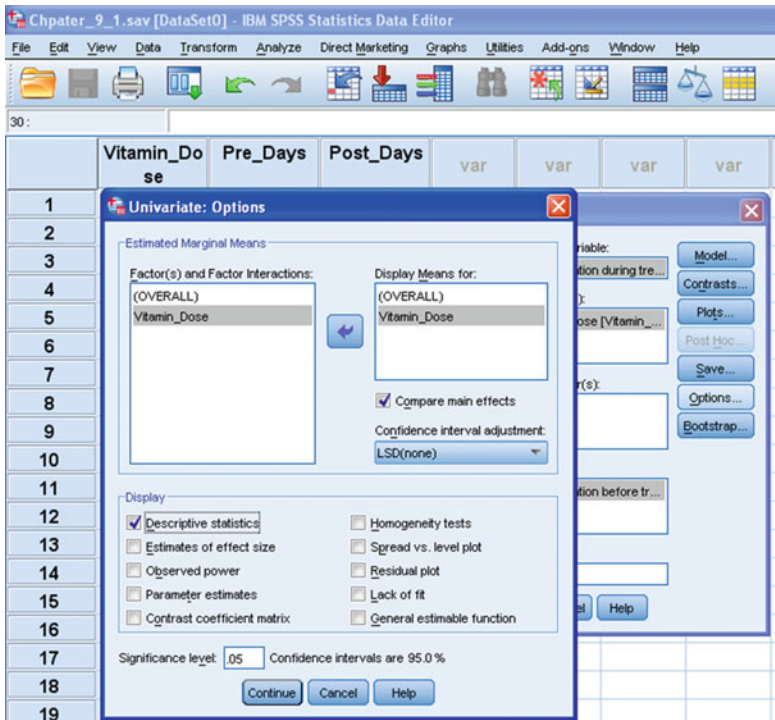 Chpater_9_1.sav [DataSet0] - IBM SPSS Statistics Data Editor
File Edit View Data Transform Analyze Direct Marketing Graphs Utilities Add-ons Window Help
30 :
Vitamin_Do
se
Pre_Days
Post_Days
var
var
var
var
1
2
3
4
5
6
7
8
9
10
11
12
13
14
15
16
17
18
19
Univariate: Options
Estimated Marginal Means
Factor(s) and Factor Interactions:
(OVERALL)
Vitamin_Dose
Display Means for:
(OVERALL)
Vitamin_Dose
Compare main effects
Confidence interval adjustment:
LSD(none)
Display
Descriptive statistics
Homogeneity tests
Estimates of effect size
Spread vs. level plot
Observed power
Residual plot
Parameter estimates
Lack of fit
Contrast coefficient matrix
General estimable function
Significance level: .05 Confidence intervals are 95.0 %
Continue Cancel Help
riable:
tion during tre...
):
ose [Vitamin_...
r(s):
tion before tr...
el
Help
Model...
Contrasts...
Plots...
Post Hoc...
Save...
Options...
Bootstrap...